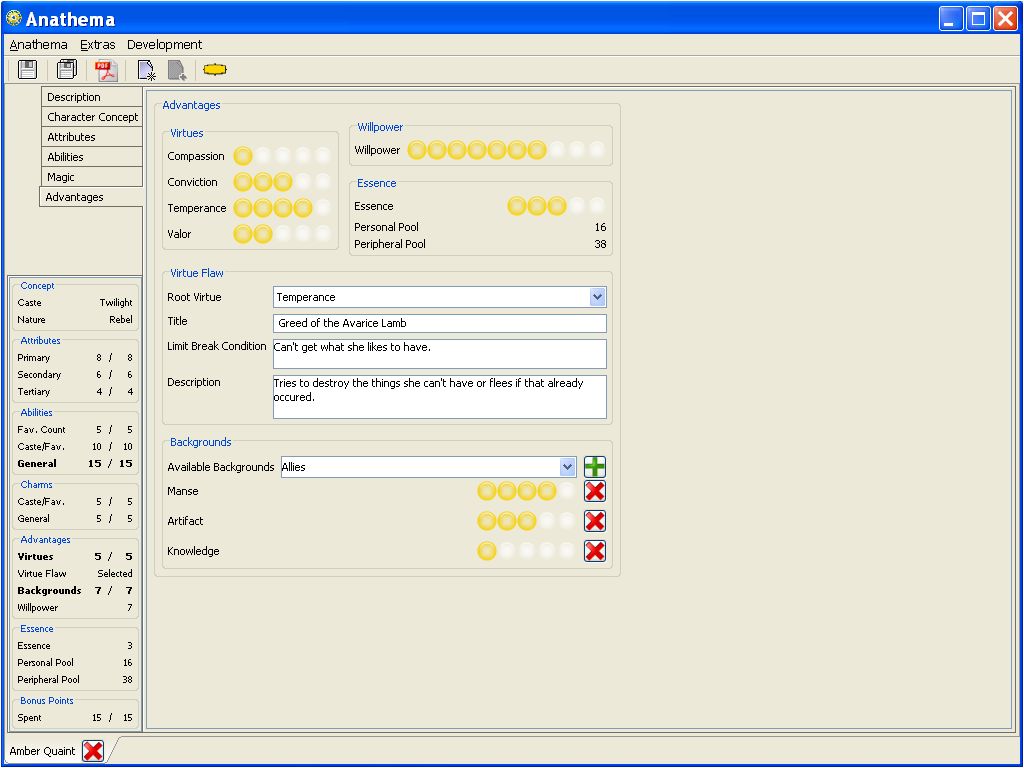 Anathema
Anathema Extras Development
PDF
Description
Character Concept
Attributes
Abilities
Magic
Advantages
Concept
Caste Twilight
Nature Rebel
Attributes
Primary 8 / 8
Secondary 6 / 6
Tertiary 4 / 4
Abilities
Fav. Count 5 / 5
Caste/Fav. 10 / 10
General 15 / 15
Charms
Caste/Fav. 5 / 5
General 5 / 5
Advantages
Virtues 5 / 5
Virtue Flaw Selected
Backgrounds 7 / 7
Willpower 7
Essence
Essence 3
Personal Pool 16
Peripheral Pool 38
Bonus Points
Spent 15 / 15
Advantages
Virtues
Compassion
Conviction
Temperance
Valor
Willpower
Willpower
Essence
Essence
Personal Pool 16
Peripheral Pool 38
Virtue Flaw
Root Virtue Temperance
Title Greed of the Avarice Lamb
Limit Break Condition Can't get what she likes to have.
Description Tries to destroy the things she can't have or flees if that already
occured.
Backgrounds
Available Backgrounds Allies
Manse
Artifact
Knowledge
Amber Quaint